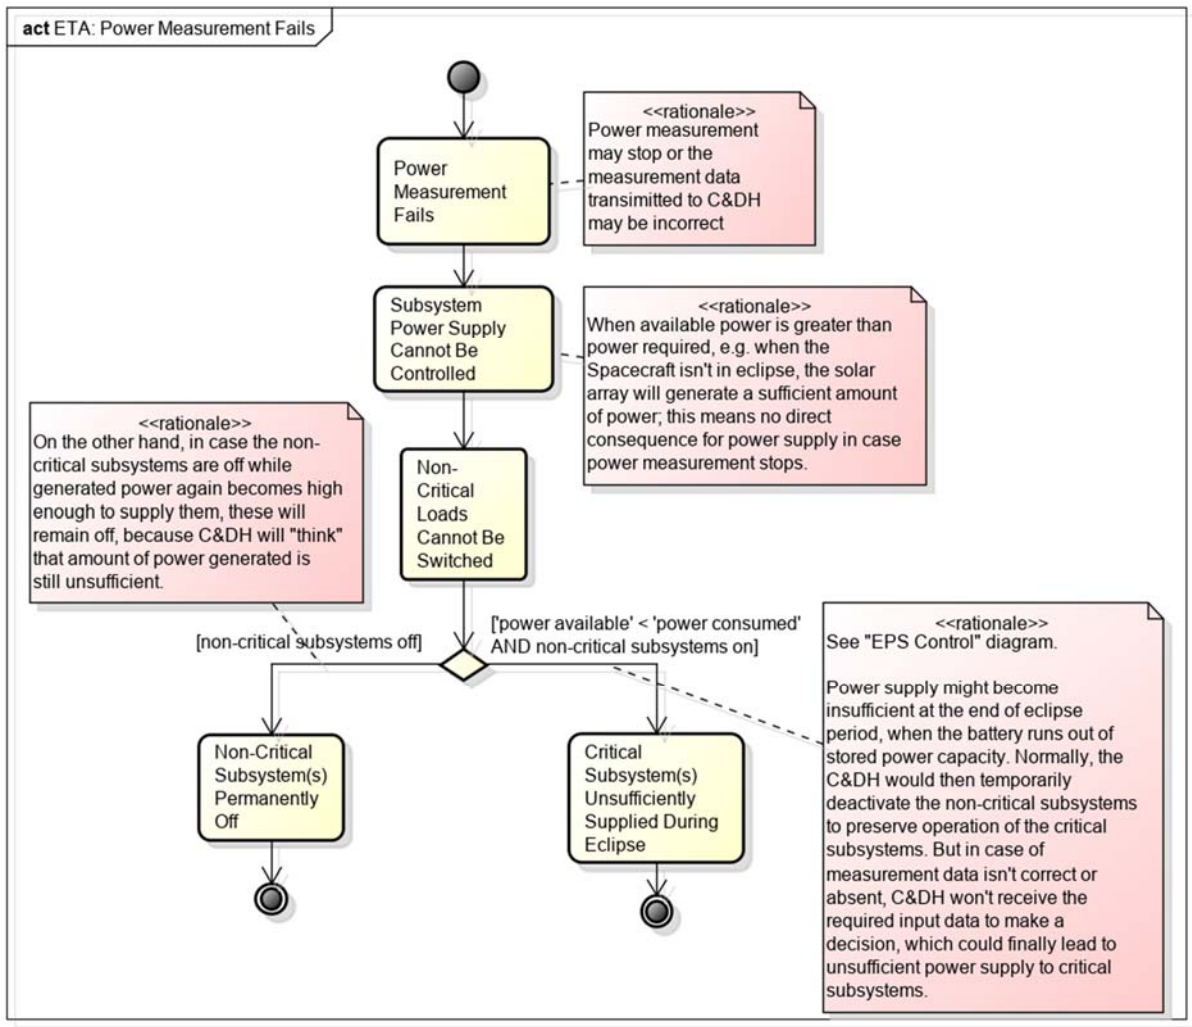 act ETA: Power Measurement Fails
Power
Measurement
Fails
<<rationale>>
Power measurement
may stop or the
measurement data
transimitted to C&DH
may be incorrect
Subsystem
Power Supply
Cannot Be
Controlled
<<rationale>>
When available power is greater than
power required, e.g. when the
Spacecraft isn't in eclipse, the solar
array will generate a sufficient amount
of power; this means no direct
consequence for power supply in case
power measurement stops.
<<rationale>>
On the other hand, in case the non-
critical subsystems are off while
generated power again becomes high
enough to supply them, these will
remain off, because C&DH will "think"
that amount of power generated is
still unsufficient.
Non-
Critical
Loads
Cannot Be
Switched
[non-critical subsystems off]
['power available' < 'power consumed'
AND non-critical subsystems on]
<<rationale>>
See "EPS Control" diagram.
Power supply might become
insufficient at the end of eclipse
period, when the battery runs out of
stored power capacity. Normally, the
C&DH would then temporarily
deactivate the non-critical subsystems
to preserve operation of the critical
subsystems. But in case of
measurement data isn't correct or
absent, C&DH won't receive the
required input data to make a
decision, which could finally lead to
unsufficient power supply to critical
subsystems.
Non-Critical
Subsystem(s)
Permanently
Off
Critical
Subsystem(s)
Unsufficiently
Supplied During
Eclipse